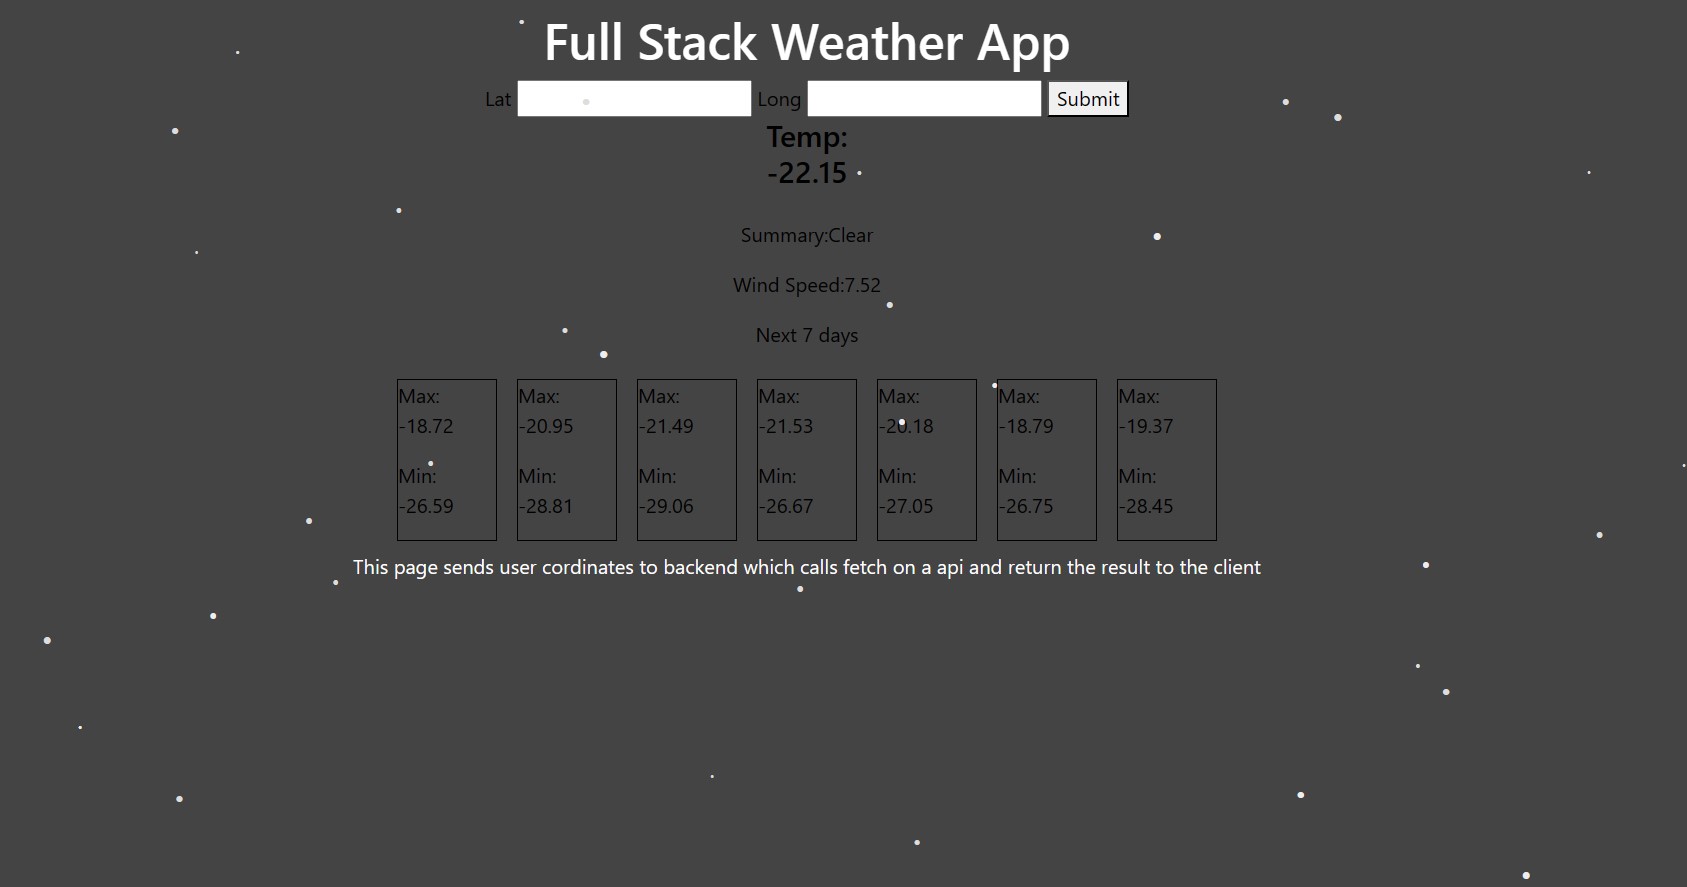 Full Stack Weather App
Lat Long Submit
Temp:
-22.15
Summary:Clear
Wind Speed:7.52
Next 7 days
Max:
-18.72
Min:
-26.59
Max:
-20.95
Min:
-28.81
Max:
-21.49
Min:
-29.06
Max:
-21.53
Min:
-26.67
Max:
-20.18
Min:
-27.05
Max:
-18.79
Min:
-26.75
Max:
-19.37
Min:
-28.45
This page sends user cordinates to backend which calls fetch on a api and return the result to the client